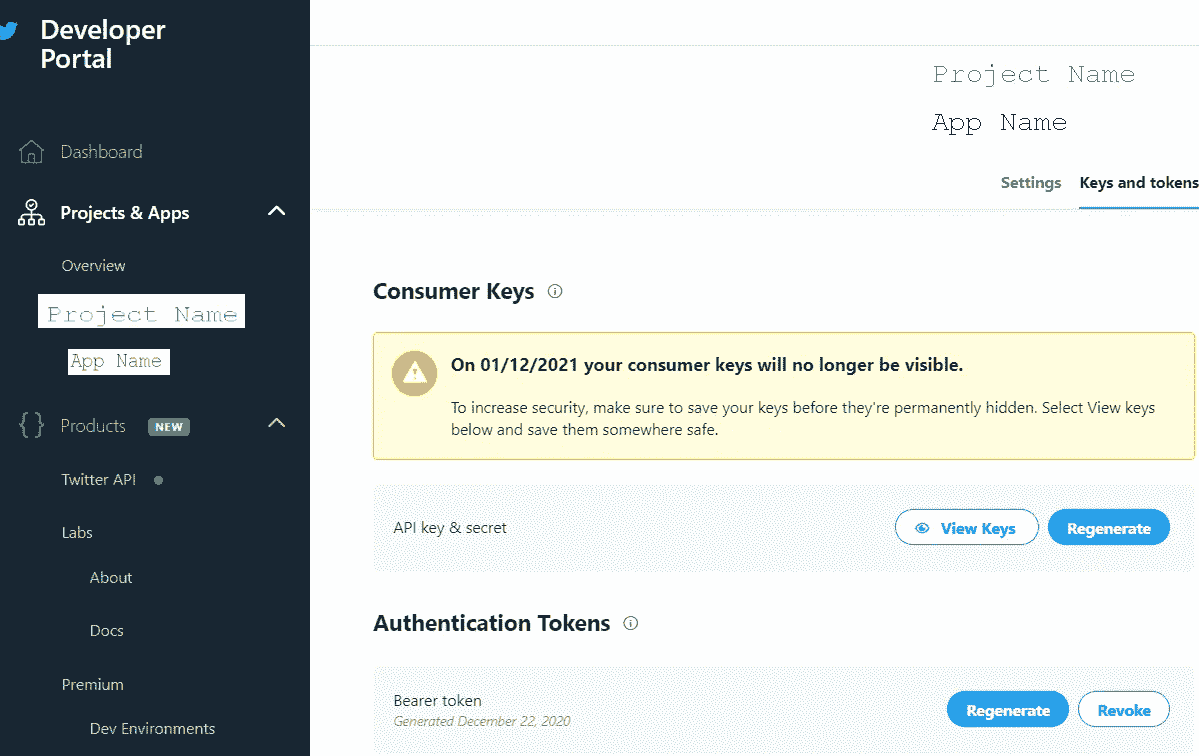 Developer
Portal
Dashboard
Projects & Apps
Overview
Project Name
App Name
Products NEW
Twitter API
Labs
About
Docs
Premium
Dev Environments
Project Name
App Name
Settings Keys and tokens
Consumer Keys
On 01/12/2021 your consumer keys will no longer be visible.
To increase security, make sure to save your keys before they're permanently hidden. Select View keys
below and save them somewhere safe.
API key & secret View Keys Regenerate
Authentication Tokens
Bearer token
Generated December 22, 2020
Regenerate Revoke